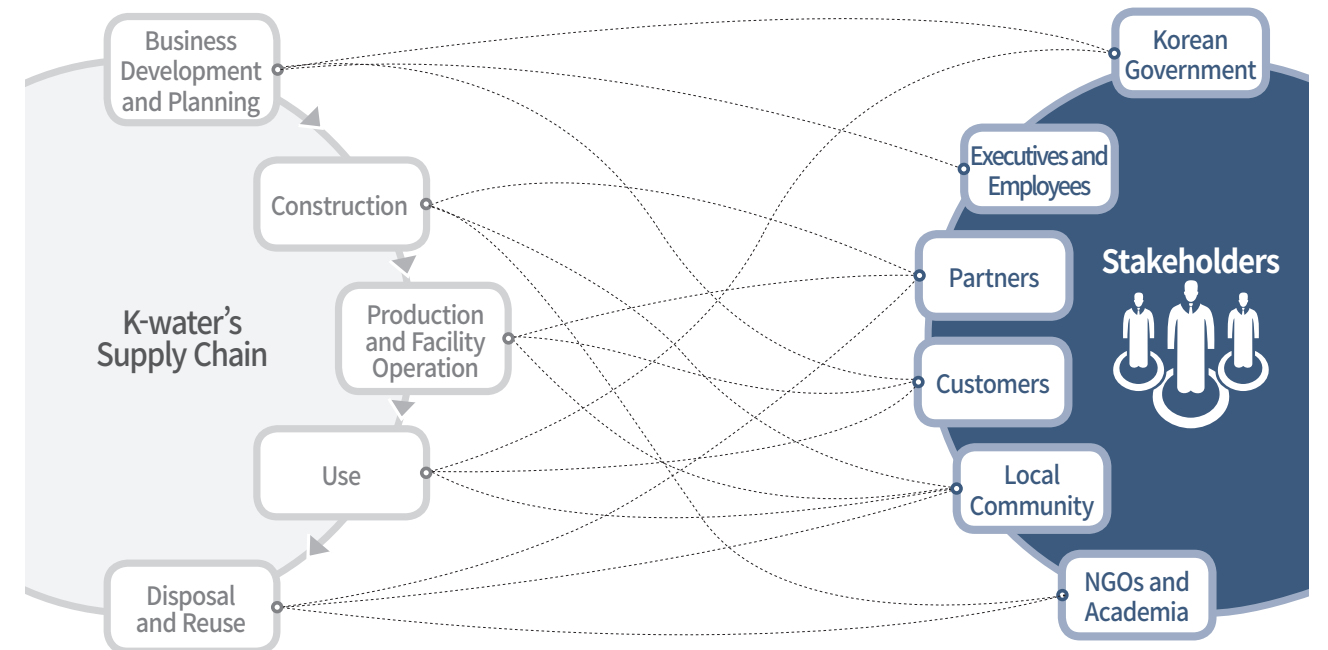 Business
Development
and Planning
Construction
Production
and Facility
Operation
Use
Disposal
and Reuse
K-water’s
Supply Chain
Korean
Government
Executives and
Employees
Partners
Customers
Local
Community
NGOs and
Academia
Stakeholders